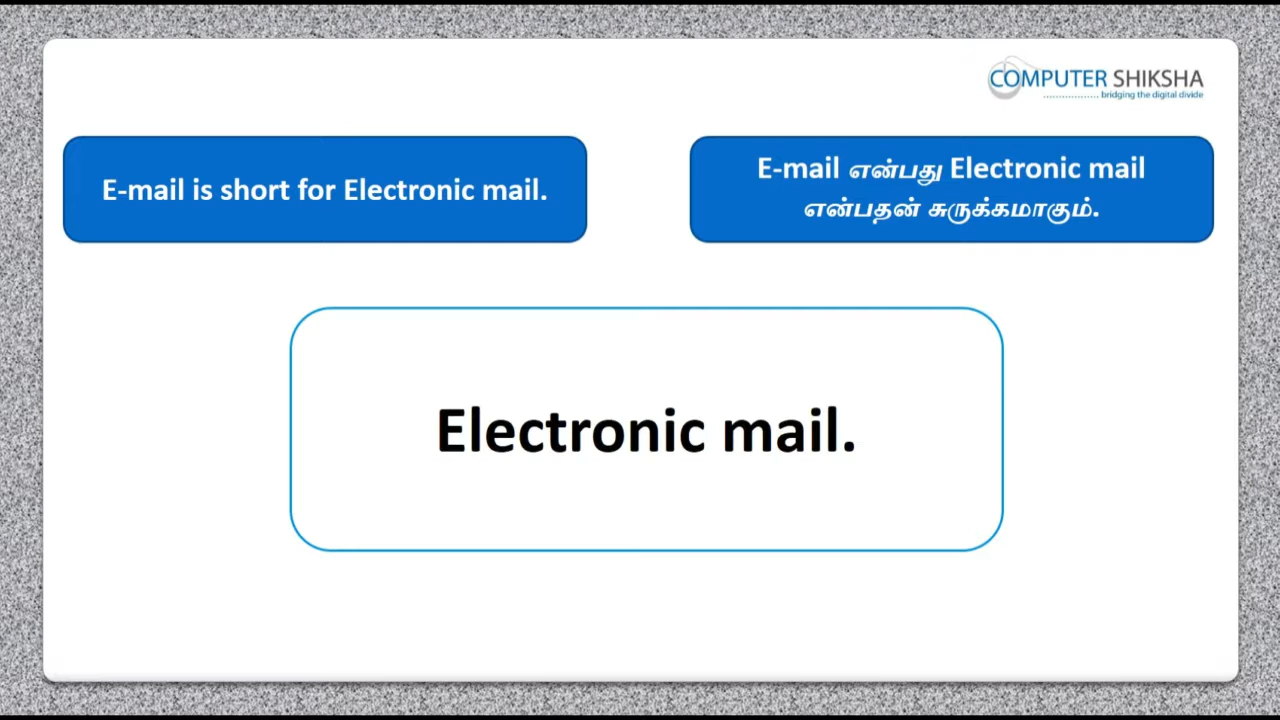 COMPUTER SHIKSHA
bridging the digital divide
E-mail is short for Electronic mail.
E-mail என்பது Electronic mail
என்பதன் சுருக்கமாகும்.
Electronic mail.